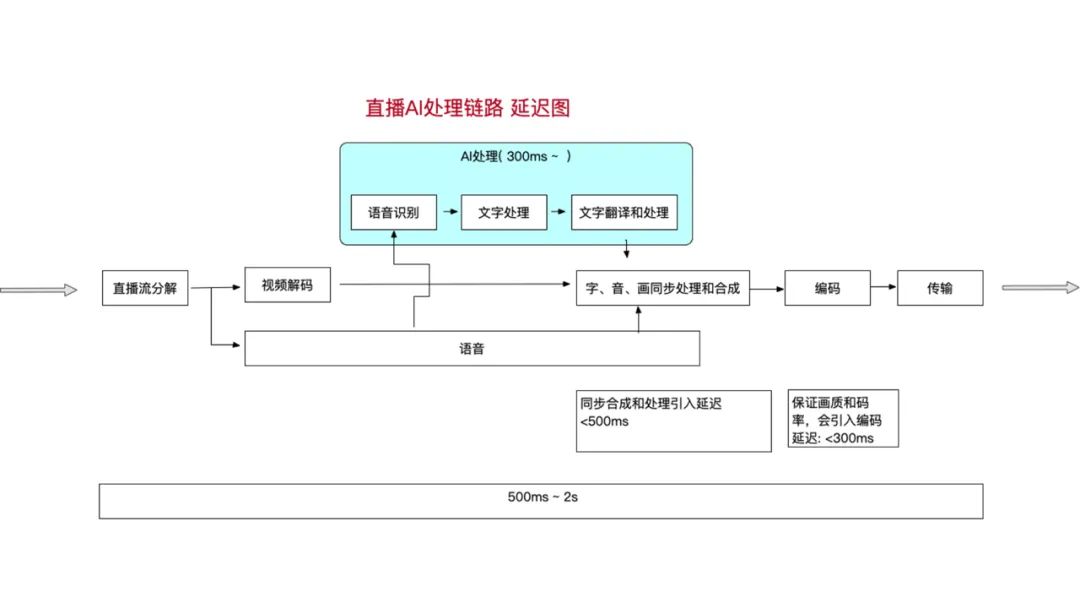 直播AI处理链路 延迟图
AI处理( 300ms ~ )
语音识别
文字处理
文字翻译和处理
直播流分解
视频解码
字、音、画同步处理和合成
编码
传输
语音
同步合成和处理引入延迟
<500ms
保证画质和码
率，会引入编码
延迟: <300ms
500ms ~ 2s